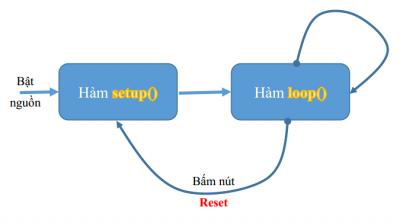 Bật
nguồn
Hàm setup()
Hàm loop()
Bấm nút
Reset